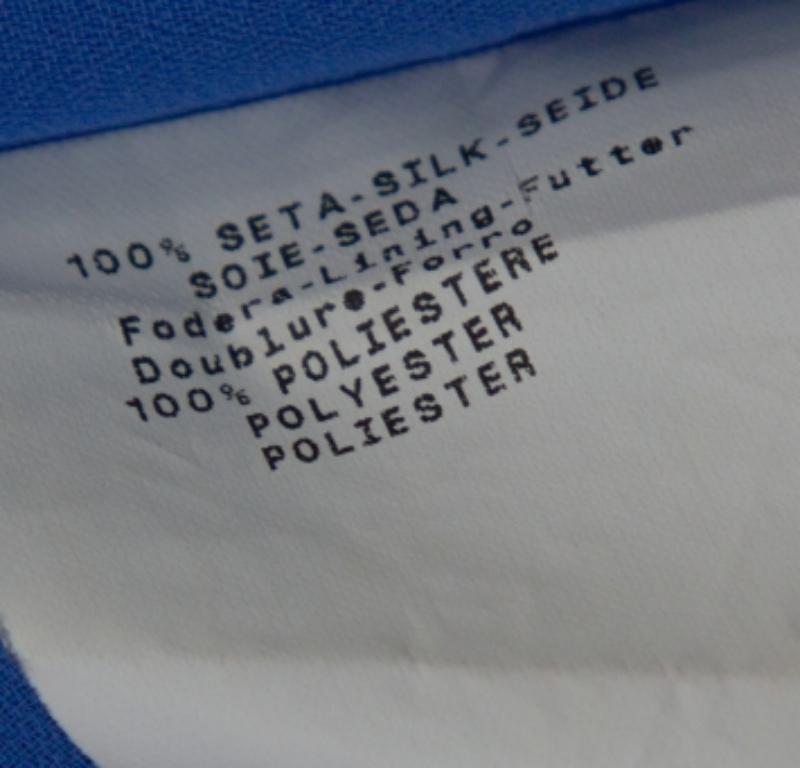 100% SETA-SILK-SEIDE
SOIE-SEDA
Fodera-Lining-Futter
Doublure-Forro
100% POLIESTERE
POLYESTER
POLIESTER